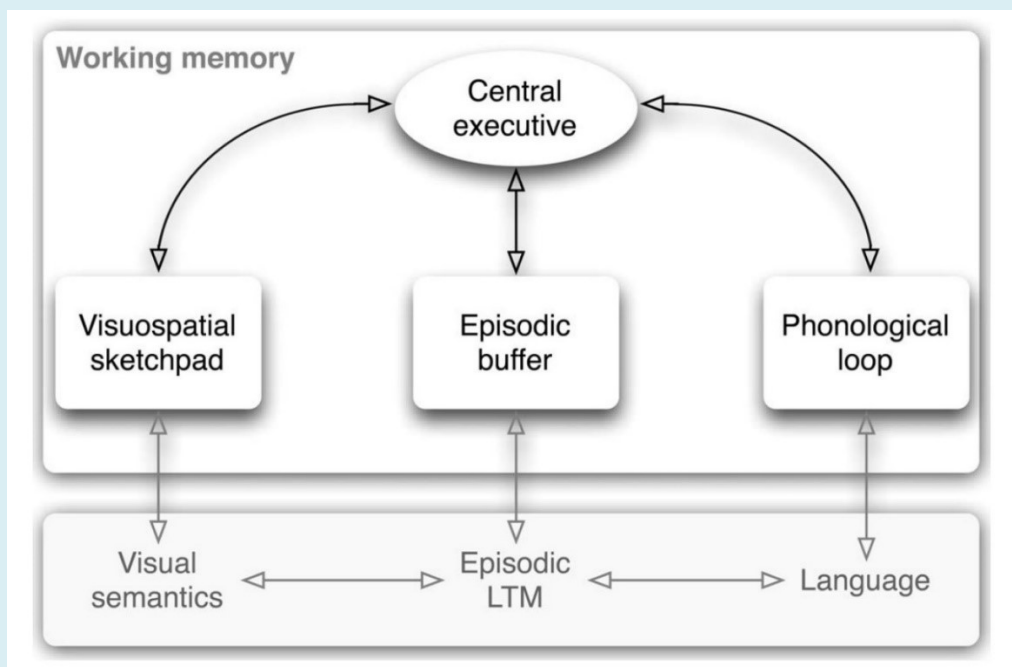 Working memory
Central
executive
Visuospatial
sketchpad
Episodic
buffer
Phonological
loop
Visual
semantics
Episodic
LTM
Language